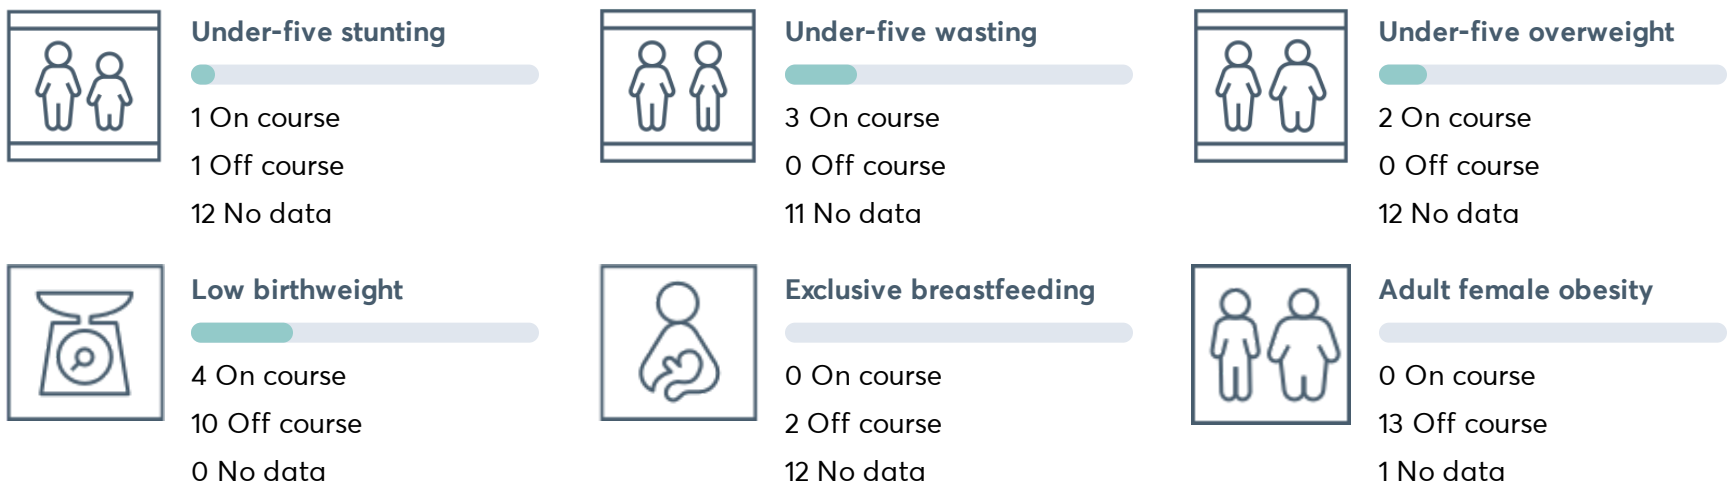 Under-five stunting
1 On course
1 Off course
12 No data
Under-five wasting
3 On course
0 Off course
11 No data
Under-five overweight
2 On course
0 Off course
12 No data
Low birthweight
4 On course
10 Off course
0 No data
Exclusive breastfeeding
0 On course
2 Off course
12 No data
Adult female obesity
0 On course
13 Off course
1 No data